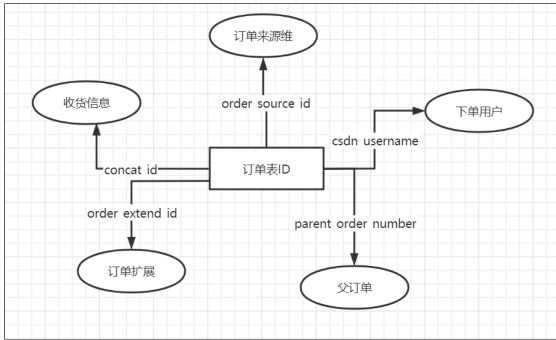 订单来源维
order source id
收货信息
下单用户
csdn username
concat id
订单表ID
order extend id
parent order number
订单扩展
父订单